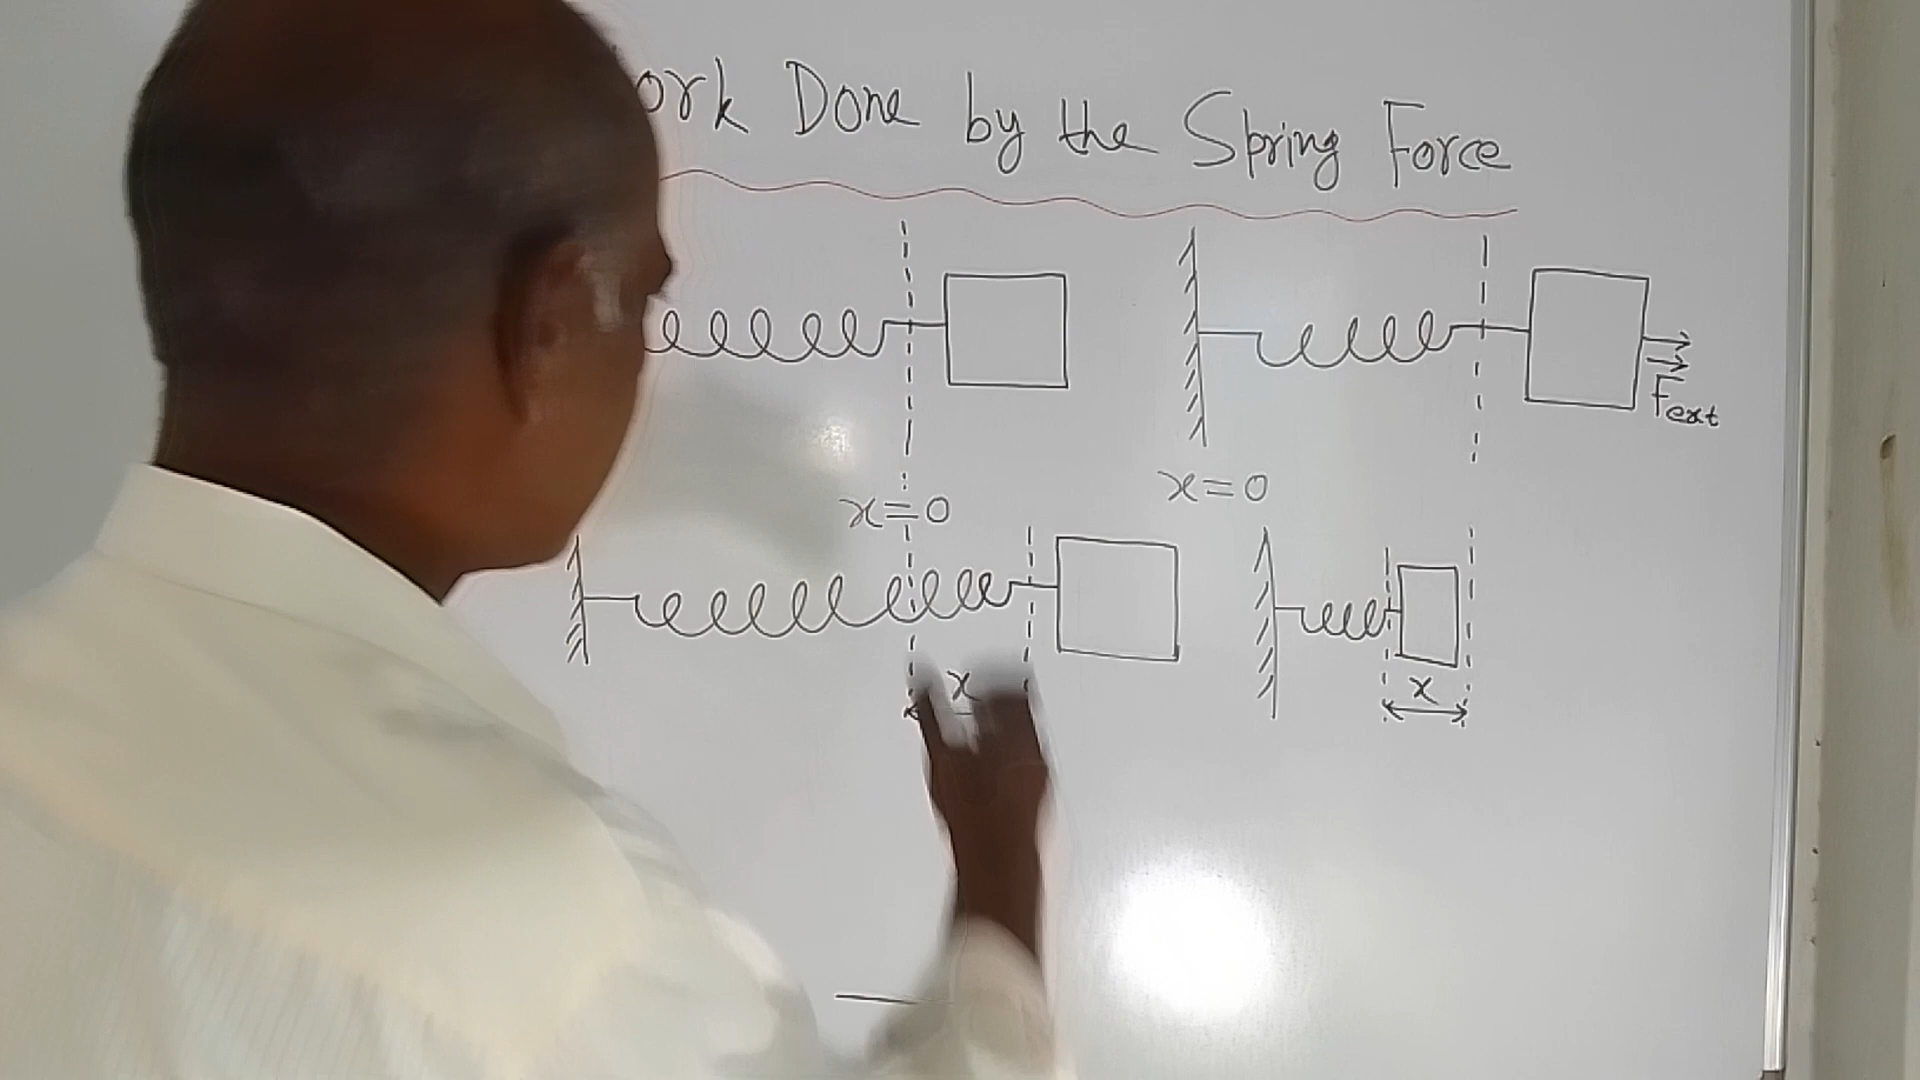 ork Done by the Spring Force
Fext
x=0
x=0
x
x